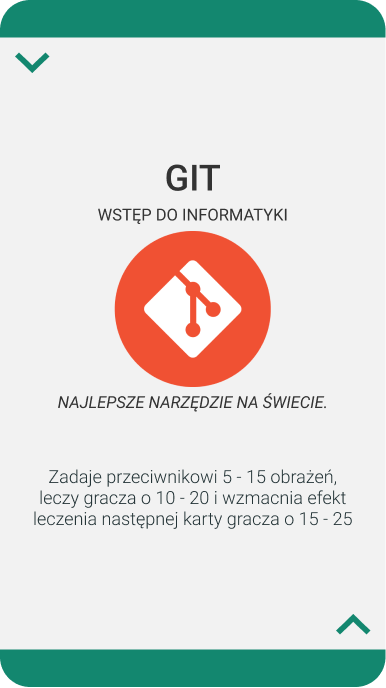 GIT
WSTĘP DO INFORMATYKI
NAJLEPSZE NARZĘDZIE NA ŚWIECIE.
Zadaje przeciwnikowi 5 - 15 obrażeń,
leczy gracza o 10 - 20 i wzmacnia efekt
leczenia następnej karty gracza o 15 - 25